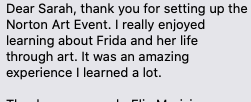 Dear Sarah, thank you for setting up the
Norton Art Event. I really enjoyed
learning about Frida and her life
through art. It was an amazing
experience I learned a lot.